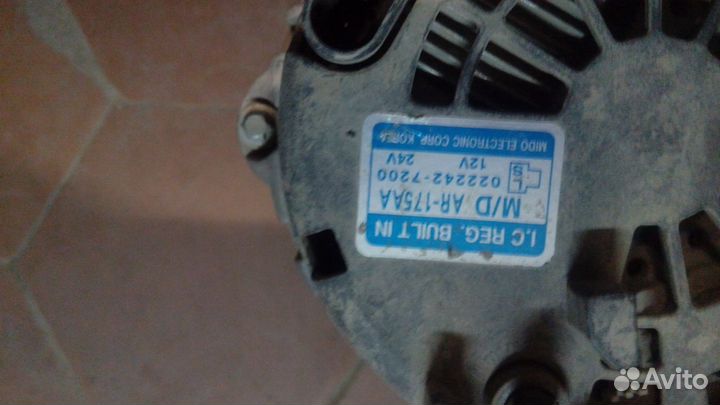 I.C REG. BUILT IN
M/D AR-175AA
022242-7200
L S 12V 24V
MIDO ELECTRONIC CORP. KOREA
Avito